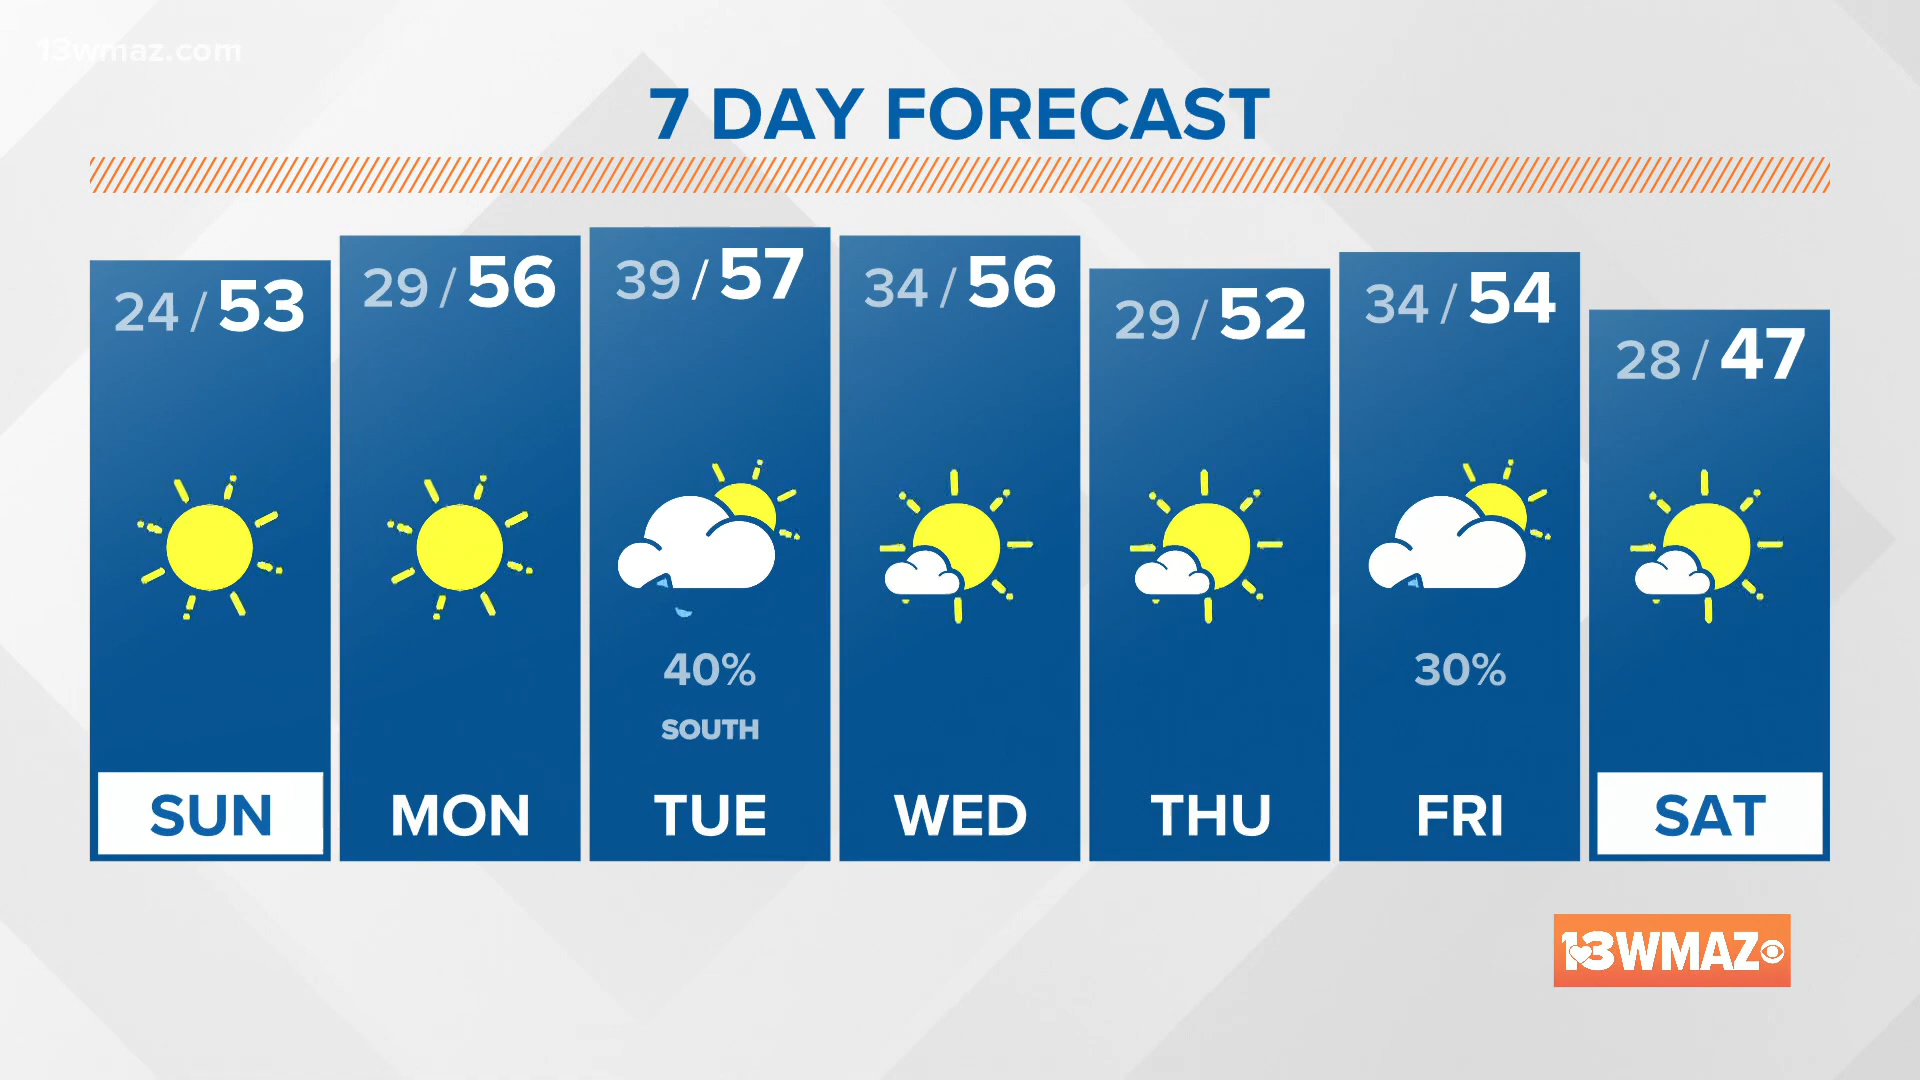 13wmaz.com
7 DAY FORECAST
24 / 53
29 / 56
39 / 57
34 / 56
29 / 52
34 / 54
28 / 47
40%
30%
SOUTH
SUN
MON
TUE
WED
THU
FRI
SAT
13WMAZ